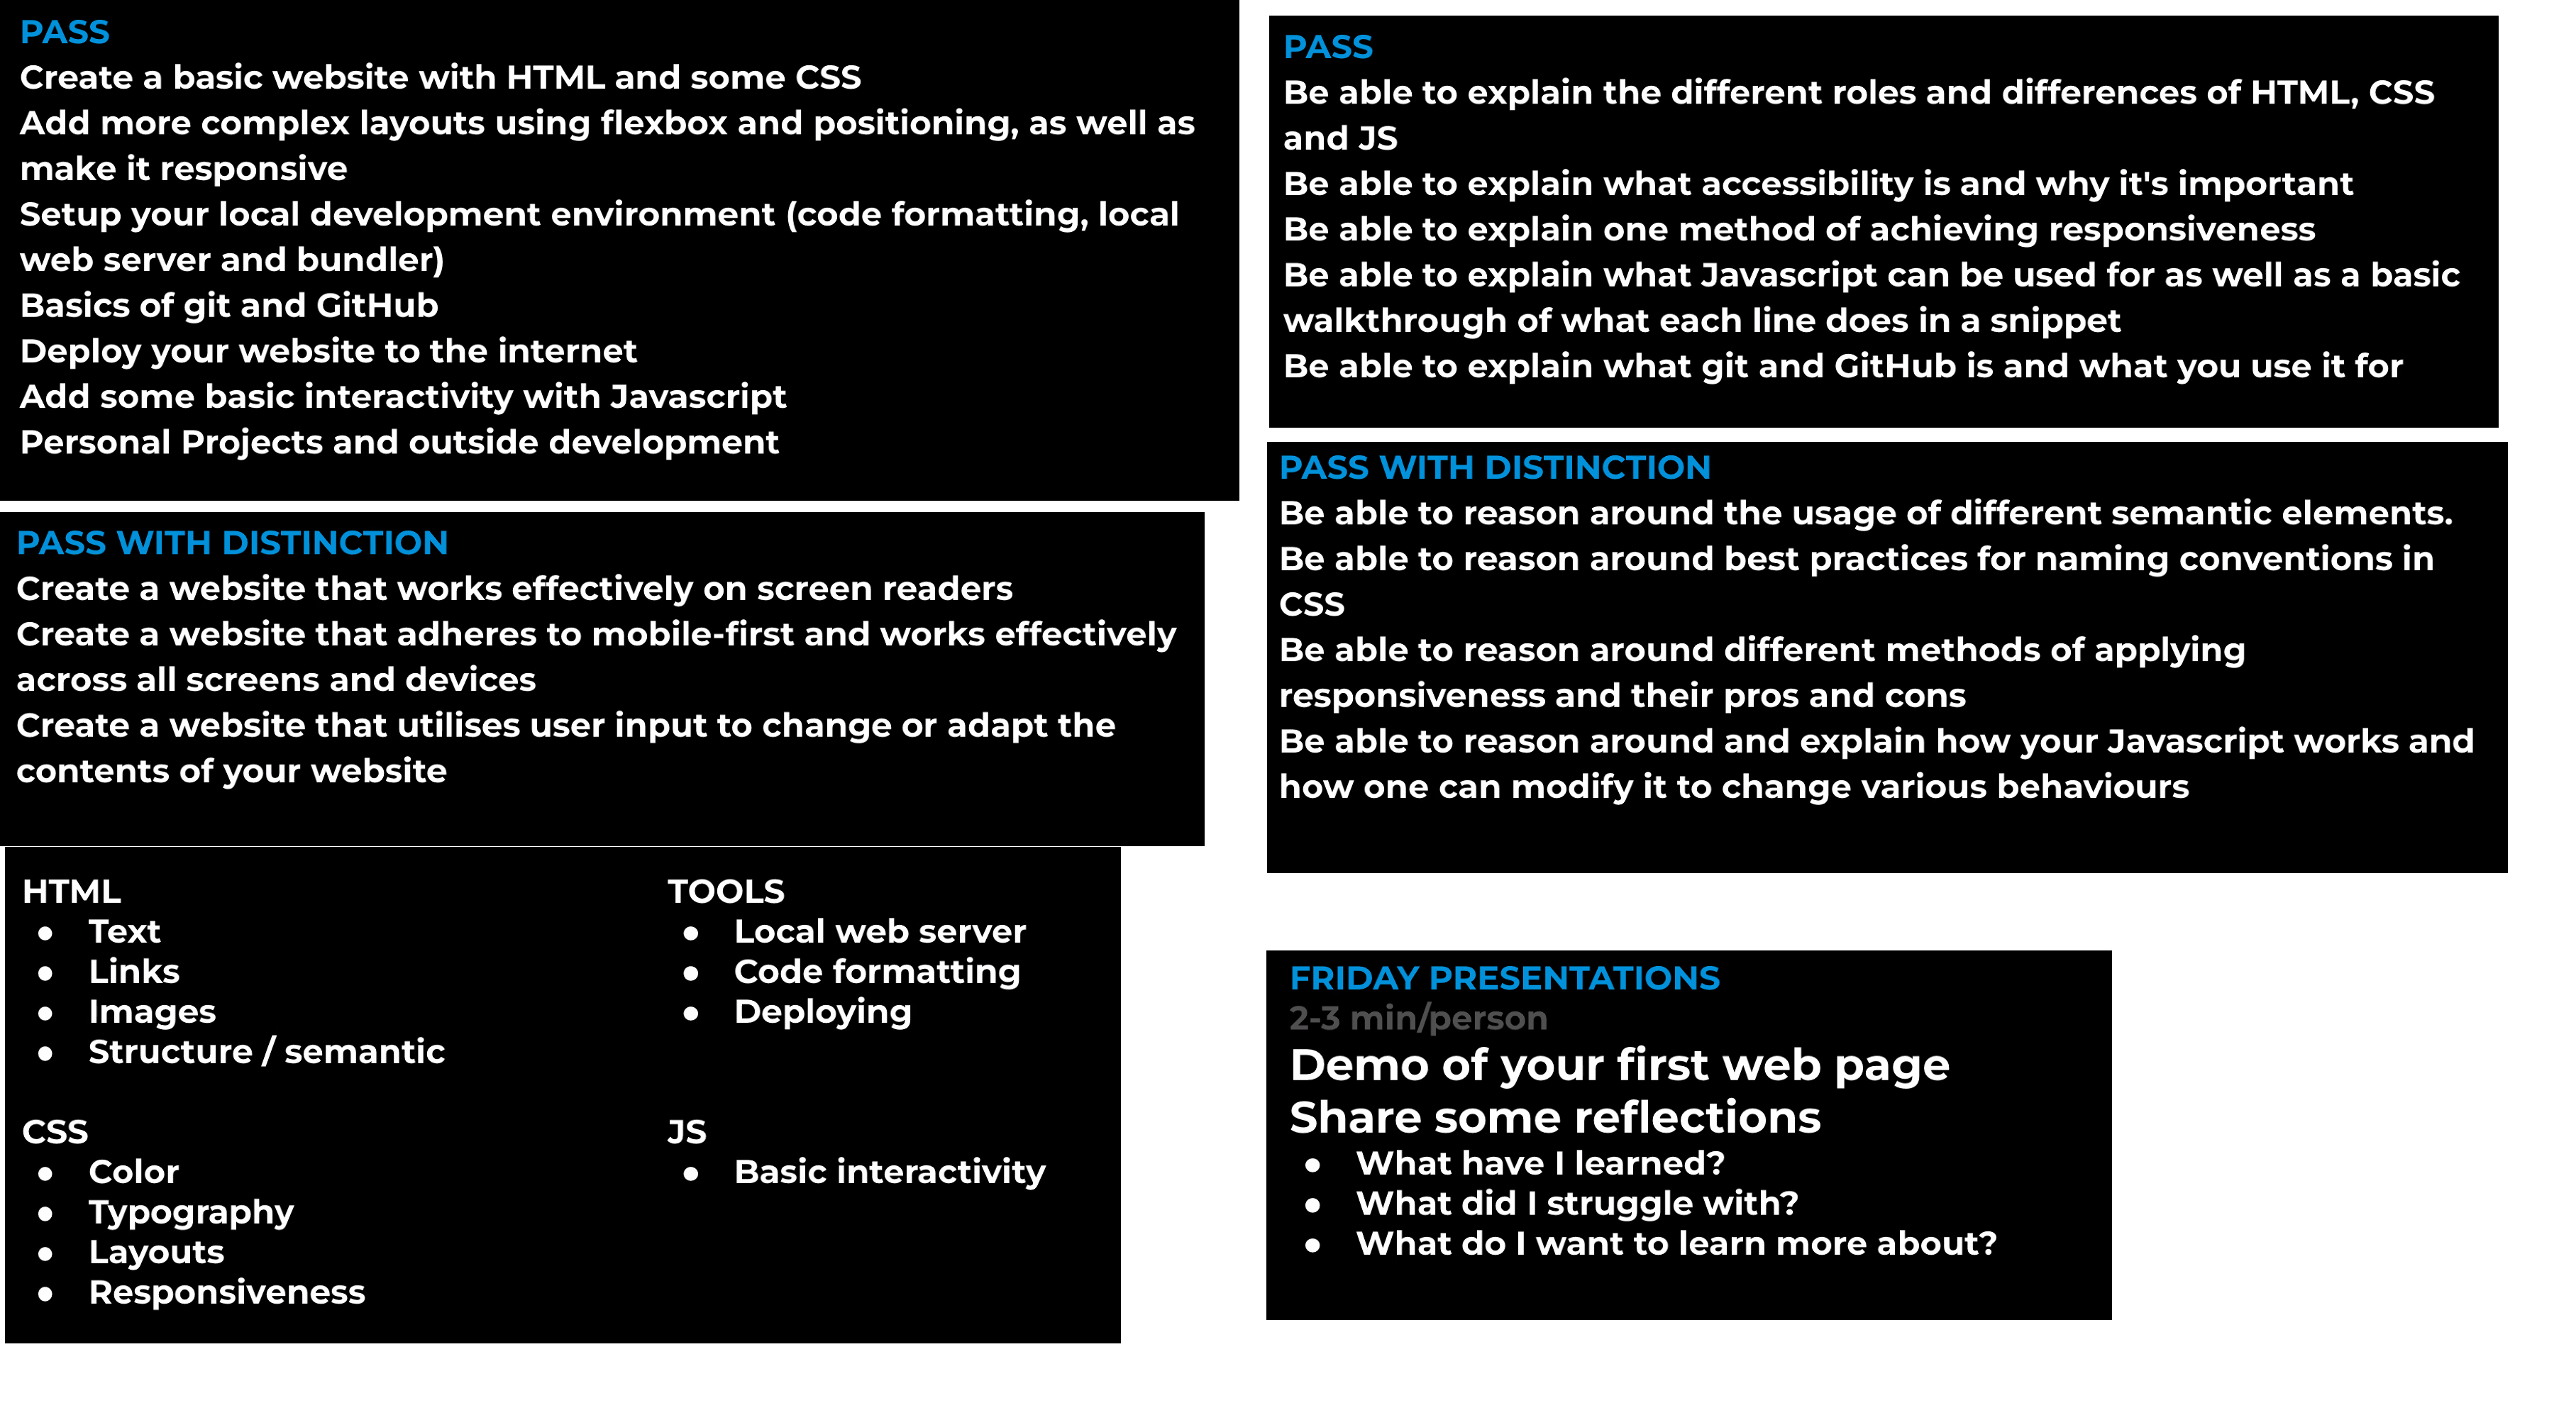 PASS
Create a basic website with HTML and some CSS
Add more complex layouts using flexbox and positioning, as well as
make it responsive
Setup your local development environment (code formatting, local
web server and bundler)
Basics of git and GitHub
Deploy your website to the internet
Add some basic interactivity with Javascript
Personal Projects and outside development
PASS WITH DISTINCTION
Create a website that works effectively on screen readers
Create a website that adheres to mobile-first and works effectively
across all screens and devices
Create a website that utilises user input to change or adapt the
contents of your website
HTML
● Text
● Links
● Images
● Structure / semantic
CSS
● Color
● Typography
● Layouts
● Responsiveness
TOOLS
● Local web server
● Code formatting
● Deploying
JS
● Basic interactivity
PASS
Be able to explain the different roles and differences of HTML, CSS
and JS
Be able to explain what accessibility is and why it's important
Be able to explain one method of achieving responsiveness
Be able to explain what Javascript can be used for as well as a basic
walkthrough of what each line does in a snippet
Be able to explain what git and GitHub is and what you use it for
PASS WITH DISTINCTION
Be able to reason around the usage of different semantic elements.
Be able to reason around best practices for naming conventions in
CSS
Be able to reason around different methods of applying
responsiveness and their pros and cons
Be able to reason around and explain how your Javascript works and
how one can modify it to change various behaviours
FRIDAY PRESENTATIONS
2-3 min/person
Demo of your first web page
Share some reflections
● What have I learned?
● What did I struggle with?
● What do I want to learn more about?